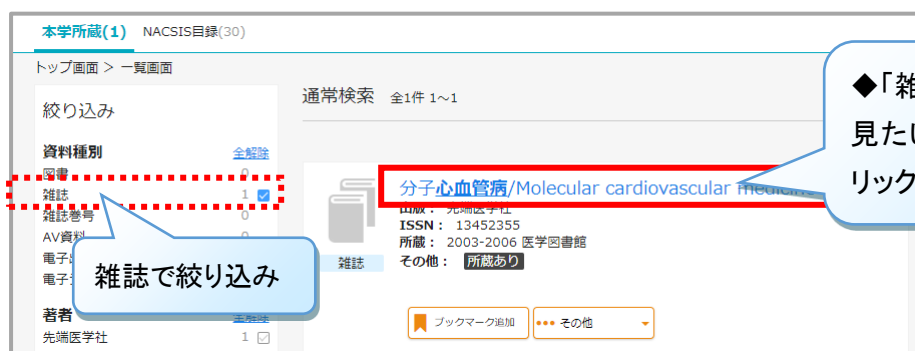 本学所蔵(1) NACSIS目録(30)
トップ画面 > 一覧画面
絞り込み
資料種別 全解除
図書 0
雑誌 1
雑誌巻号 0
AV資料 0
電子
電子
著者 全解除
先端医学社 1
雑誌で絞り込み
通常検索 全1件 1～1
分子心血管病/Molecular cardiovascular medicine
出版： 先端医学社
ISSN： 13452355
所蔵： 2003-2006 医学図書館
その他： 所蔵あり
雑誌
ブックマーク追加 ••• その他
◆「雑
見たい
リック